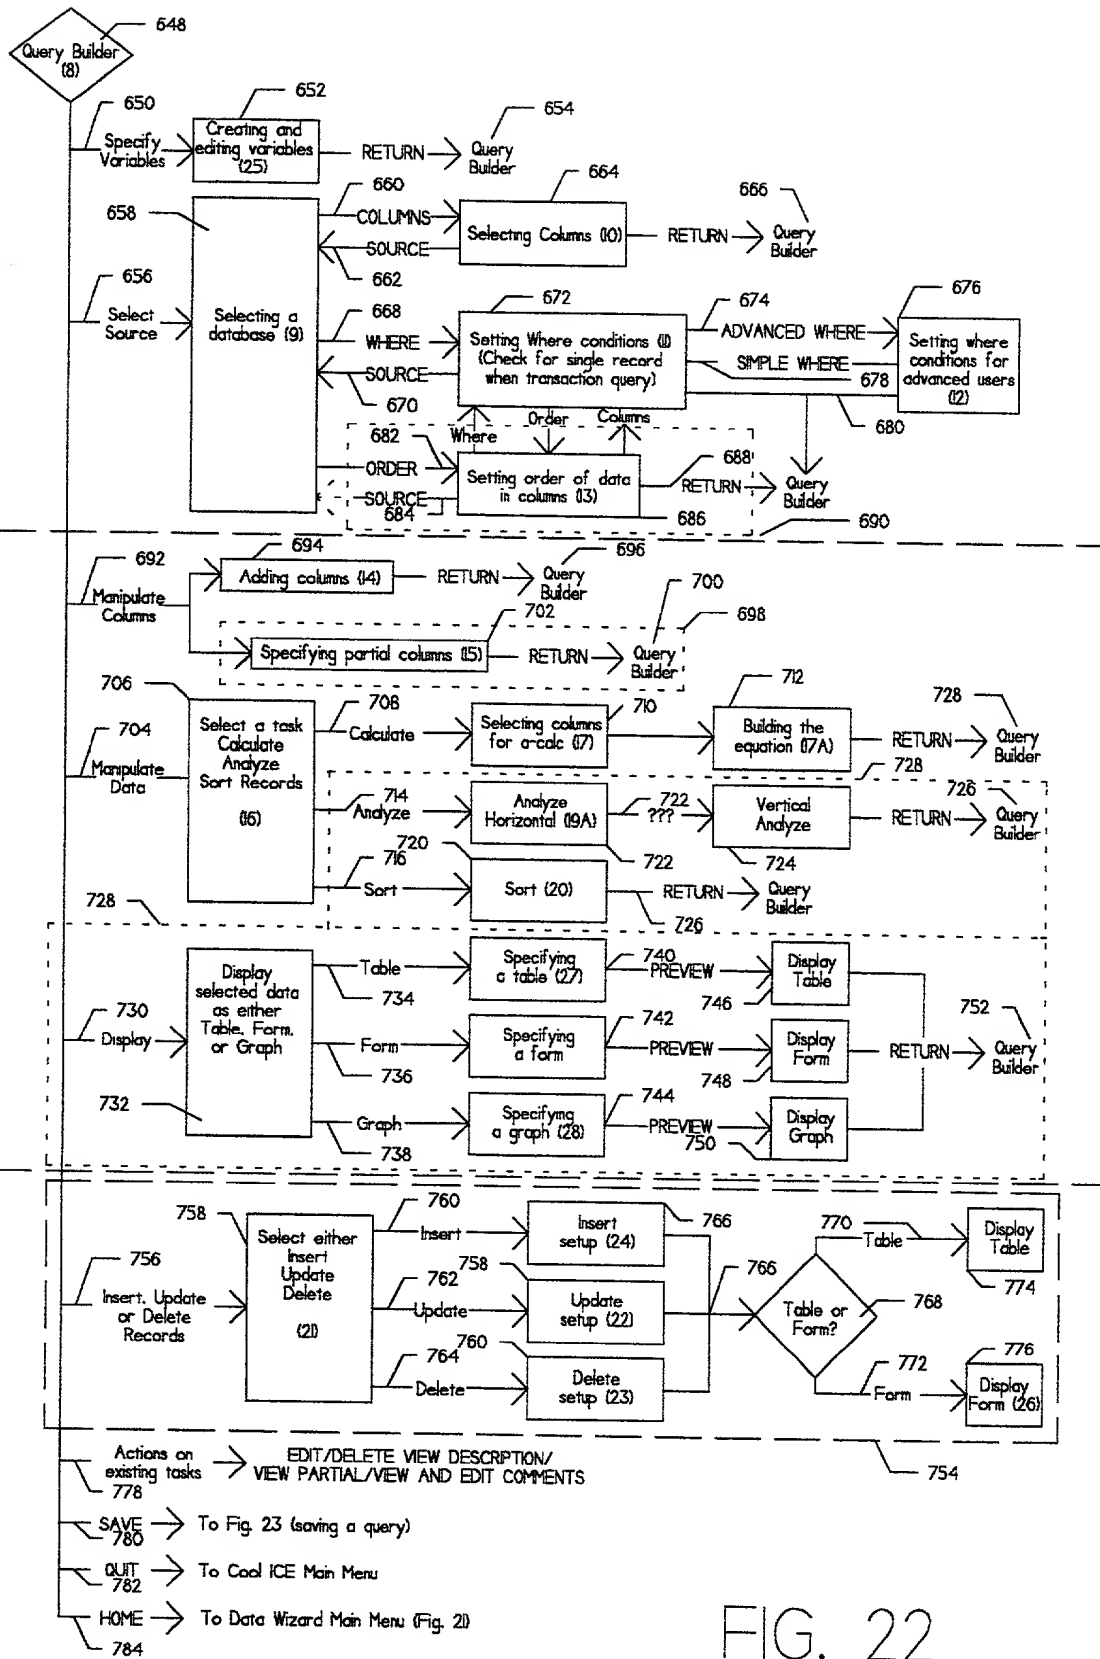 648
Query Builder
(8)
650
652
654
Specify
Variables
Creating and
editing variables
(25)
RETURN
Query
Builder
658
660
664
666
COLUMNS
Selecting Columns (10)
RETURN
Query
Builder
SOURCE
662
656
Select
Source
Selecting a
database (9)
668
672
674
676
WHERE
Setting Where conditions (11)
(Check for single record
when transaction query)
ADVANCED WHERE
Setting where
conditions for
advanced users
(12)
SIMPLE WHERE
678
SOURCE
670
680
Where
Order
Columns
682
688
ORDER
Setting order of data
in columns (13)
RETURN
Query
Builder
SOURCE
684
686
690
692
694
696
Manipulate
Columns
Adding columns (14)
RETURN
Query
Builder
700
698
702
Specifying partial columns (15)
RETURN
Query
Builder
706
704
Manipulate
Data
Select a task
Calculate
Analyze
Sort Records
(16)
708
710
712
728
Calculate
Selecting columns
for a-calc (17)
Building the
equation (17A)
RETURN
Query
Builder
728
714
Analyze
Analyze
Horizontal (19A)
722
???
Vertical
Analyze
RETURN
726
Query
Builder
722
724
716
720
Sort
Sort (20)
RETURN
Query
Builder
726
728
730
Display
Display
selected data
as either
Table, Form,
or Graph
732
Table
734
Specifying
a table (27)
740
PREVIEW
Display
Table
746
Form
736
Specifying
a form
742
PREVIEW
Display
Form
748
RETURN
752
Query
Builder
Graph
738
Specifying
a graph (28)
744
PREVIEW
Display
Graph
750
756
Insert, Update
or Delete
Records
758
Select either
Insert
Update
Delete
(21)
760
Insert
Insert
setup (24)
766
762
Update
758
Update
setup (22)
766
764
Delete
760
Delete
setup (23)
Table or
Form?
768
770
Table
Display
Table
774
772
Form
776
Display
Form (26)
754
Actions on
existing tasks
778
EDIT/DELETE VIEW DESCRIPTION/
VIEW PARTIAL/VIEW AND EDIT COMMENTS
SAVE
780
To Fig. 23 (saving a query)
QUIT
782
To Cool ICE Main Menu
HOME
784
To Data Wizard Main Menu (Fig. 21)
FIG. 22